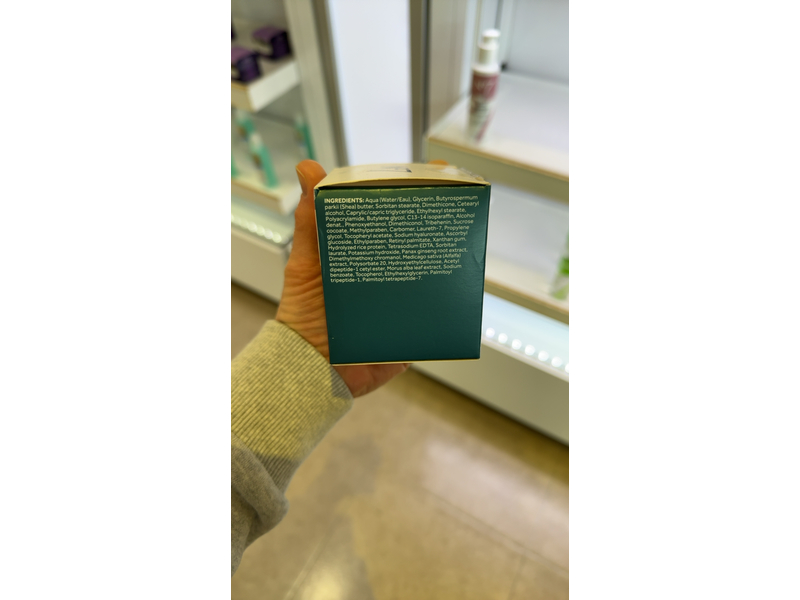 INGREDIENTS: Aqua (Water/Eau), Glycerin, Butyrospermum
parkii (Shea) butter, Sorbitan stearate, Dimethicone, Cetearyl
alcohol, Caprylic/capric triglyceride, Ethylhexyl stearate,
Polyacrylamide, Butylene glycol, C13-14 isoparaffin, Alcohol
denat., Phenoxyethanol, Dimethiconol, Tribehenin, Sucrose
cocoate, Methylparaben, Carbomer, Laureth-7, Propylene
glycol, Tocopheryl acetate, Sodium hyaluronate, Ascorbyl
glucoside, Ethylparaben, Retinyl palmitate, Xanthan gum,
Hydrolyzed rice protein, Tetrasodium EDTA, Sorbitan
laurate, Potassium hydroxide, Panax ginseng root extract,
Dimethylmethoxy chromanol, Medicago sativa (Alfalfa)
extract, Polysorbate 20, Hydroxyethylcellulose, Acetyl
dipeptide-1 cetyl ester, Morus alba leaf extract, Sodium
benzoate, Tocopherol, Ethylhexylglycerin, Palmitoyl
tripeptide-1, Palmitoyl tetrapeptide-7